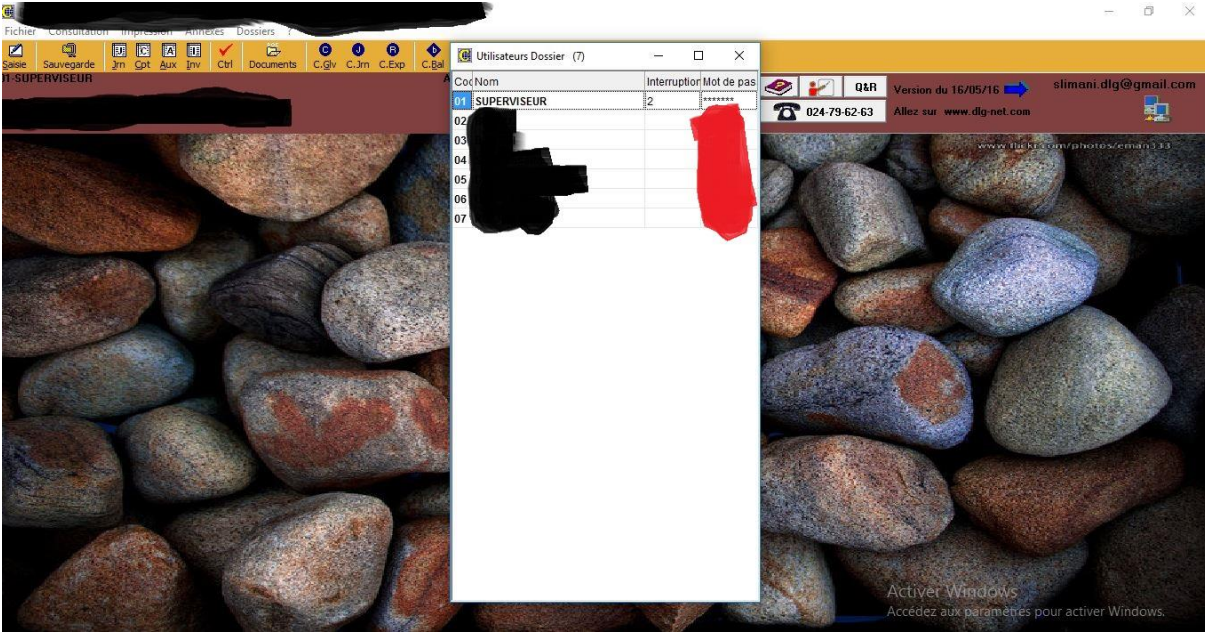 Fichier Consultation Impression Annexes Dossiers ?
Saisie Sauvegarde Jrn Cpt Aux Inv Ctrl Documents C.Glv C.Jrn C.Exp C.Bal
01-SUPERVISEUR
Utilisateurs Dossier (7)
Nom Interruption Mot de pas
01 SUPERVISEUR 2 *******
02
03
04
05
06
07
Q&R Version du 16/05/16 slimani.dlg@gmail.com
024-79-62-63 Allez sur www.dlg-net.com
www.flickr.com/photos/eman333
Activer Windows
Accédez aux paramètres pour activer Windows.